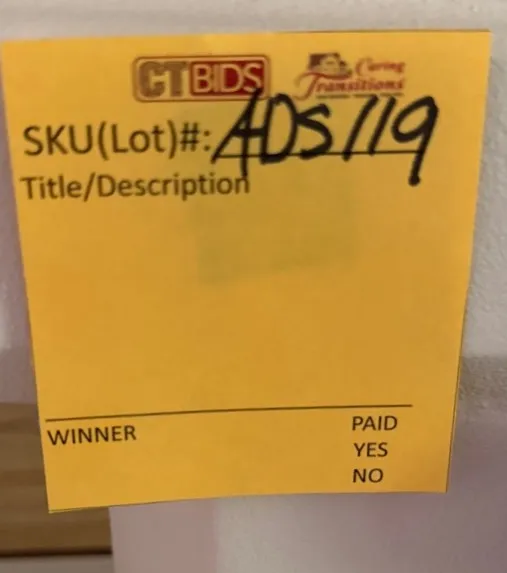 CTBIDS Caring Transitions
SKU(Lot)#: ADS119
Title/Description
WINNER PAID
YES
NO